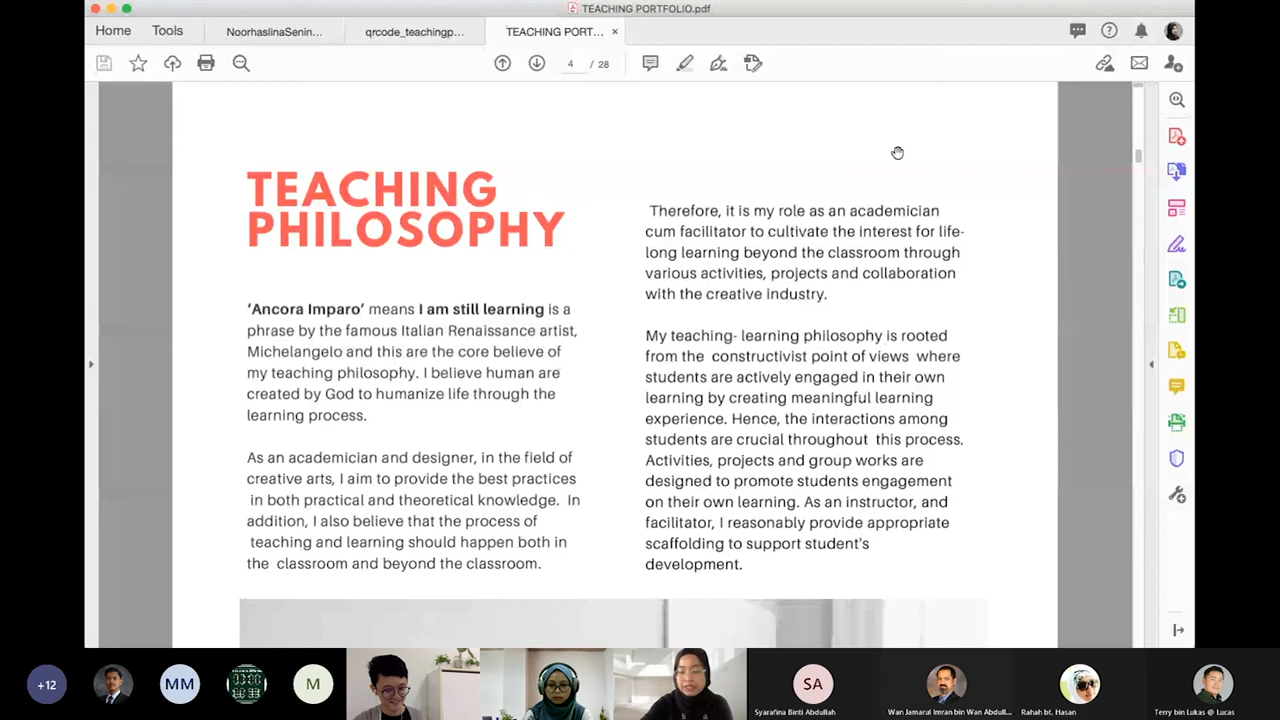 TEACHING PORTFOLIO.pdf
Home
Tools
NoorhaslinaSenin...
qrcode_teachingp...
TEACHING PORT...
4 / 28
TEACHING
PHILOSOPHY
‘Ancora Imparo’ means I am still learning is a
phrase by the famous Italian Renaissance artist,
Michelangelo and this are the core believe of
my teaching philosophy. I believe human are
created by God to humanize life through the
learning process.
As an academician and designer, in the field of
creative arts, I aim to provide the best practices
in both practical and theoretical knowledge. In
addition, I also believe that the process of
teaching and learning should happen both in
the classroom and beyond the classroom.
Therefore, it is my role as an academician
cum facilitator to cultivate the interest for life-
long learning beyond the classroom through
various activities, projects and collaboration
with the creative industry.
My teaching- learning philosophy is rooted
from the constructivist point of views where
students are actively engaged in their own
learning by creating meaningful learning
experience. Hence, the interactions among
students are crucial throughout this process.
Activities, projects and group works are
designed to promote students engagement
on their own learning. As an instructor, and
facilitator, I reasonably provide appropriate
scaffolding to support student's
development.
+12
MM
M
SA
Syarafina Binti Abdullah
Wan Jamarul Imran bin Wan Abdull...
Rahah bt. Hasan
Terry bin Lukas @ Lucas